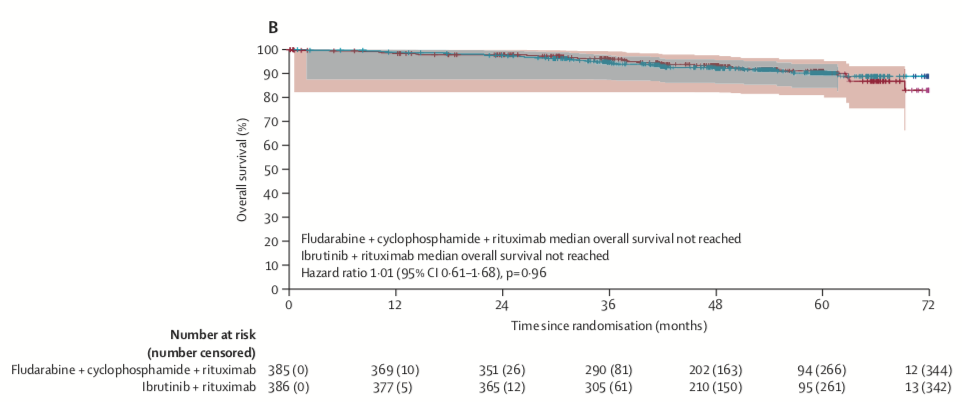 B
100
90
80
70
60
50
40
30
20
10
0
Overall survival (%)
Fludarabine + cyclophosphamide + rituximab median overall survival not reached
Ibrutinib + rituximab median overall survival not reached
Hazard ratio 1·01 (95% CI 0·61–1·68), p=0·96
0 12 24 36 48 60 72
Time since randomisation (months)
Number at risk
(number censored)
Fludarabine + cyclophosphamide + rituximab 385 (0) 369 (10) 351 (26) 290 (81) 202 (163) 94 (266) 12 (344)
Ibrutinib + rituximab 386 (0) 377 (5) 365 (12) 305 (61) 210 (150) 95 (261) 13 (342)